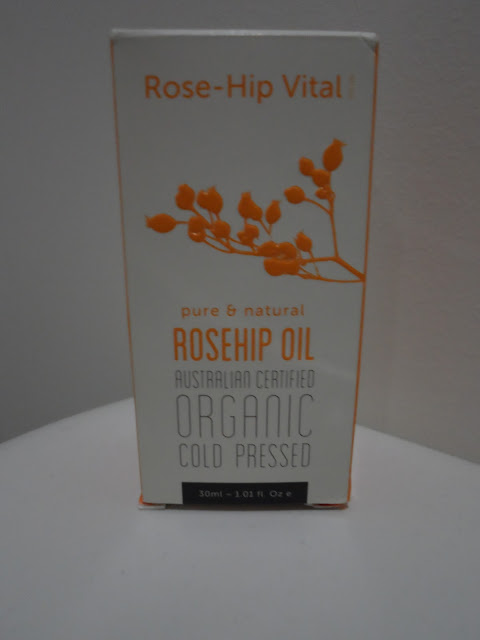 Rose-Hip Vital
pure & natural
ROSEHIP OIL
AUSTRALIAN CERTIFIED
ORGANIC
COLD PRESSED
30ml – 1.01 fl. Oz e